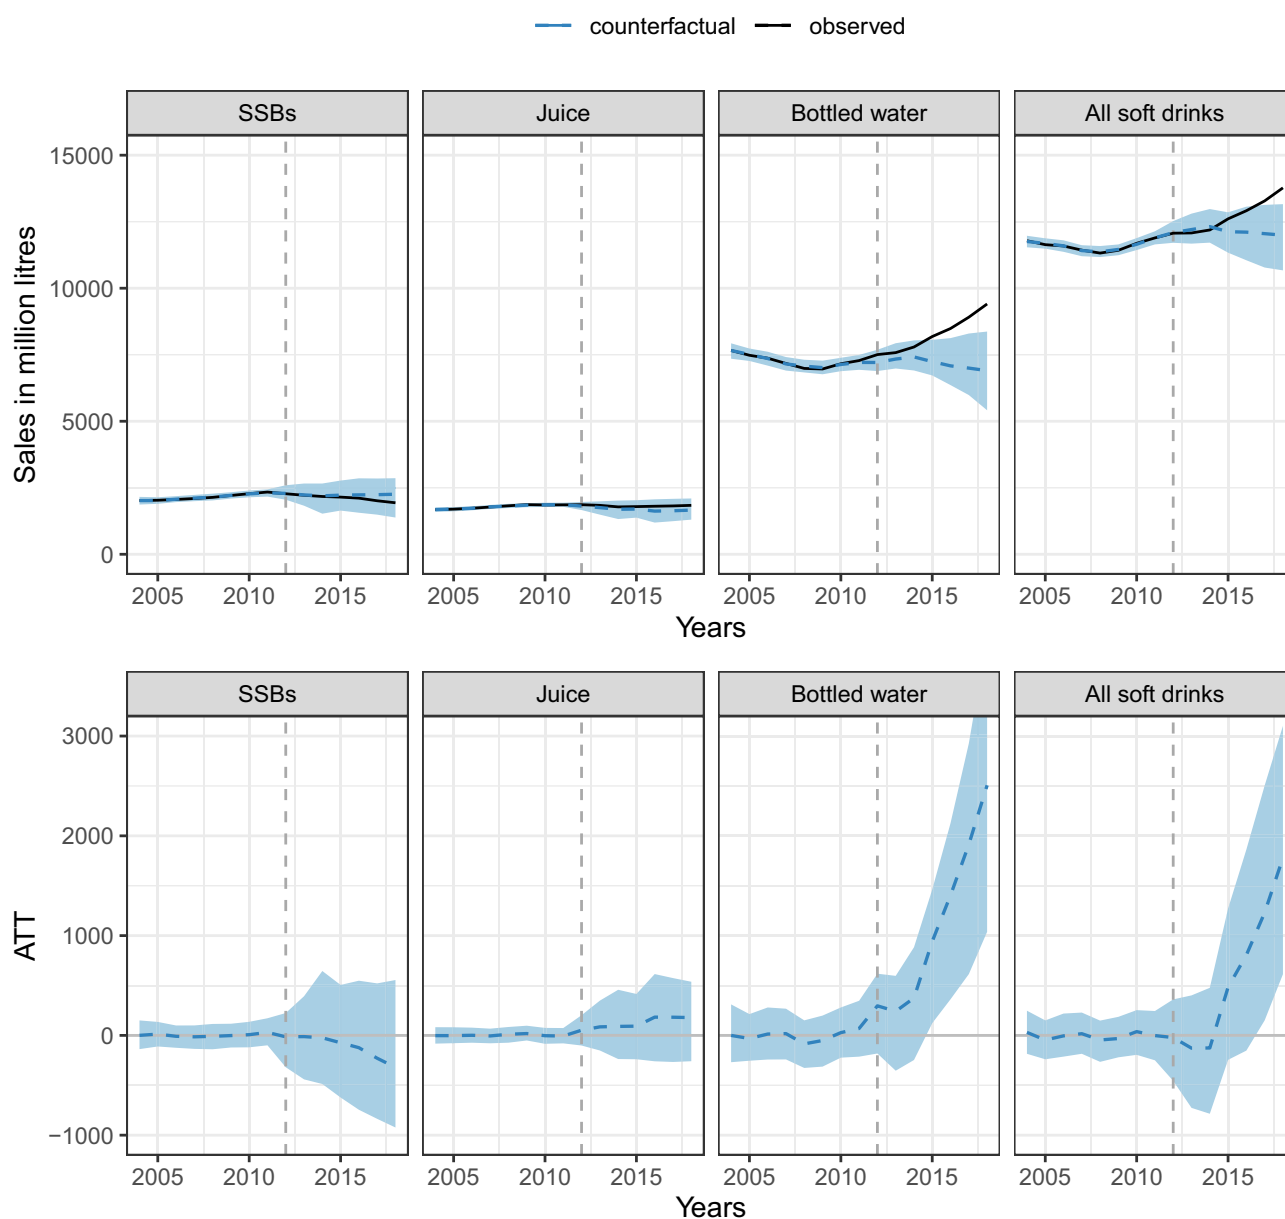 counterfactual observed
SSBs Juice Bottled water All soft drinks
Sales in million litres
15000
10000
5000
0
2005 2010 2015 2005 2010 2015 2005 2010 2015 2005 2010 2015
Years
SSBs Juice Bottled water All soft drinks
ATT
3000
2000
1000
0
−1000
2005 2010 2015 2005 2010 2015 2005 2010 2015 2005 2010 2015
Years